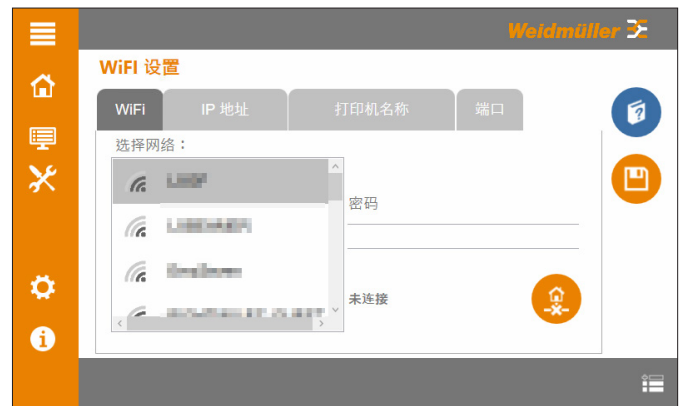 Weidmüller
WiFI 设置
WiFi
IP 地址
打印机名称
端口
选择网络：
密码
未连接